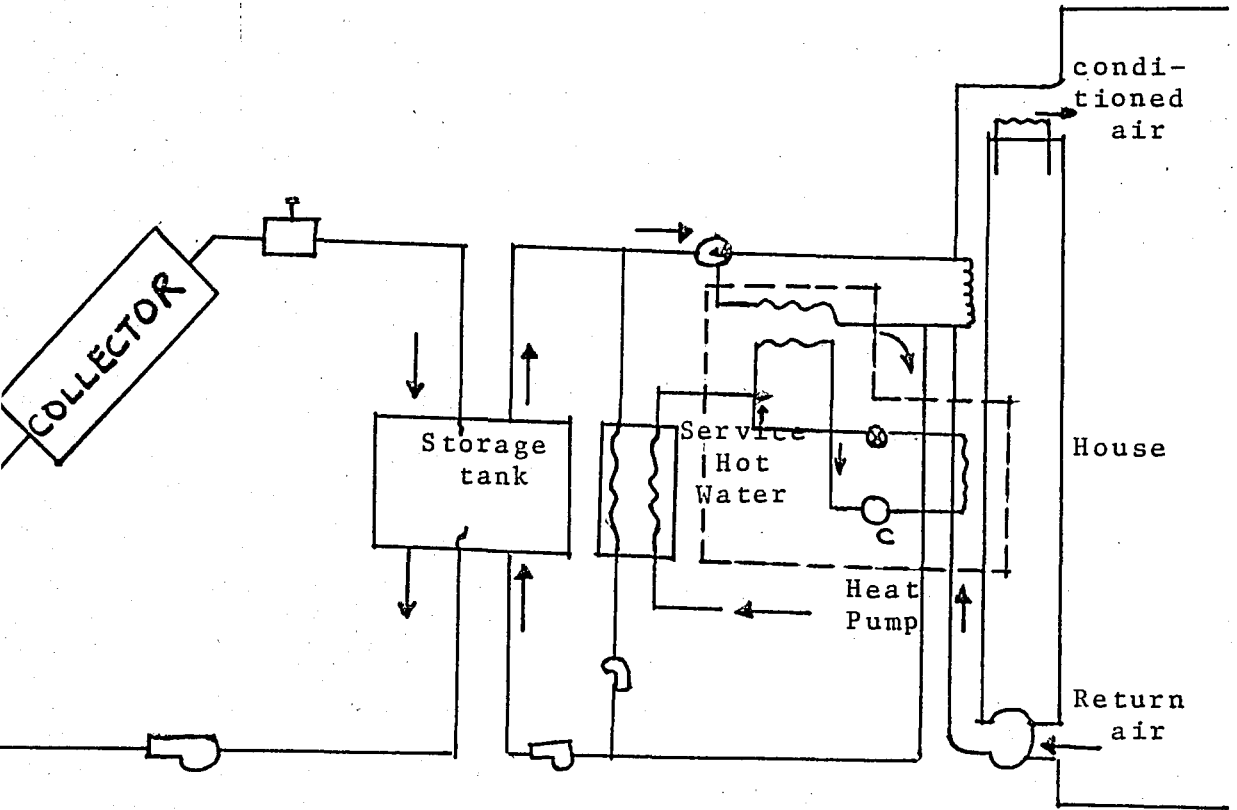 condi-
tioned
air
COLLECTOR
Storage
tank
Service
Hot
Water
House
C
Heat
Pump
Return
air